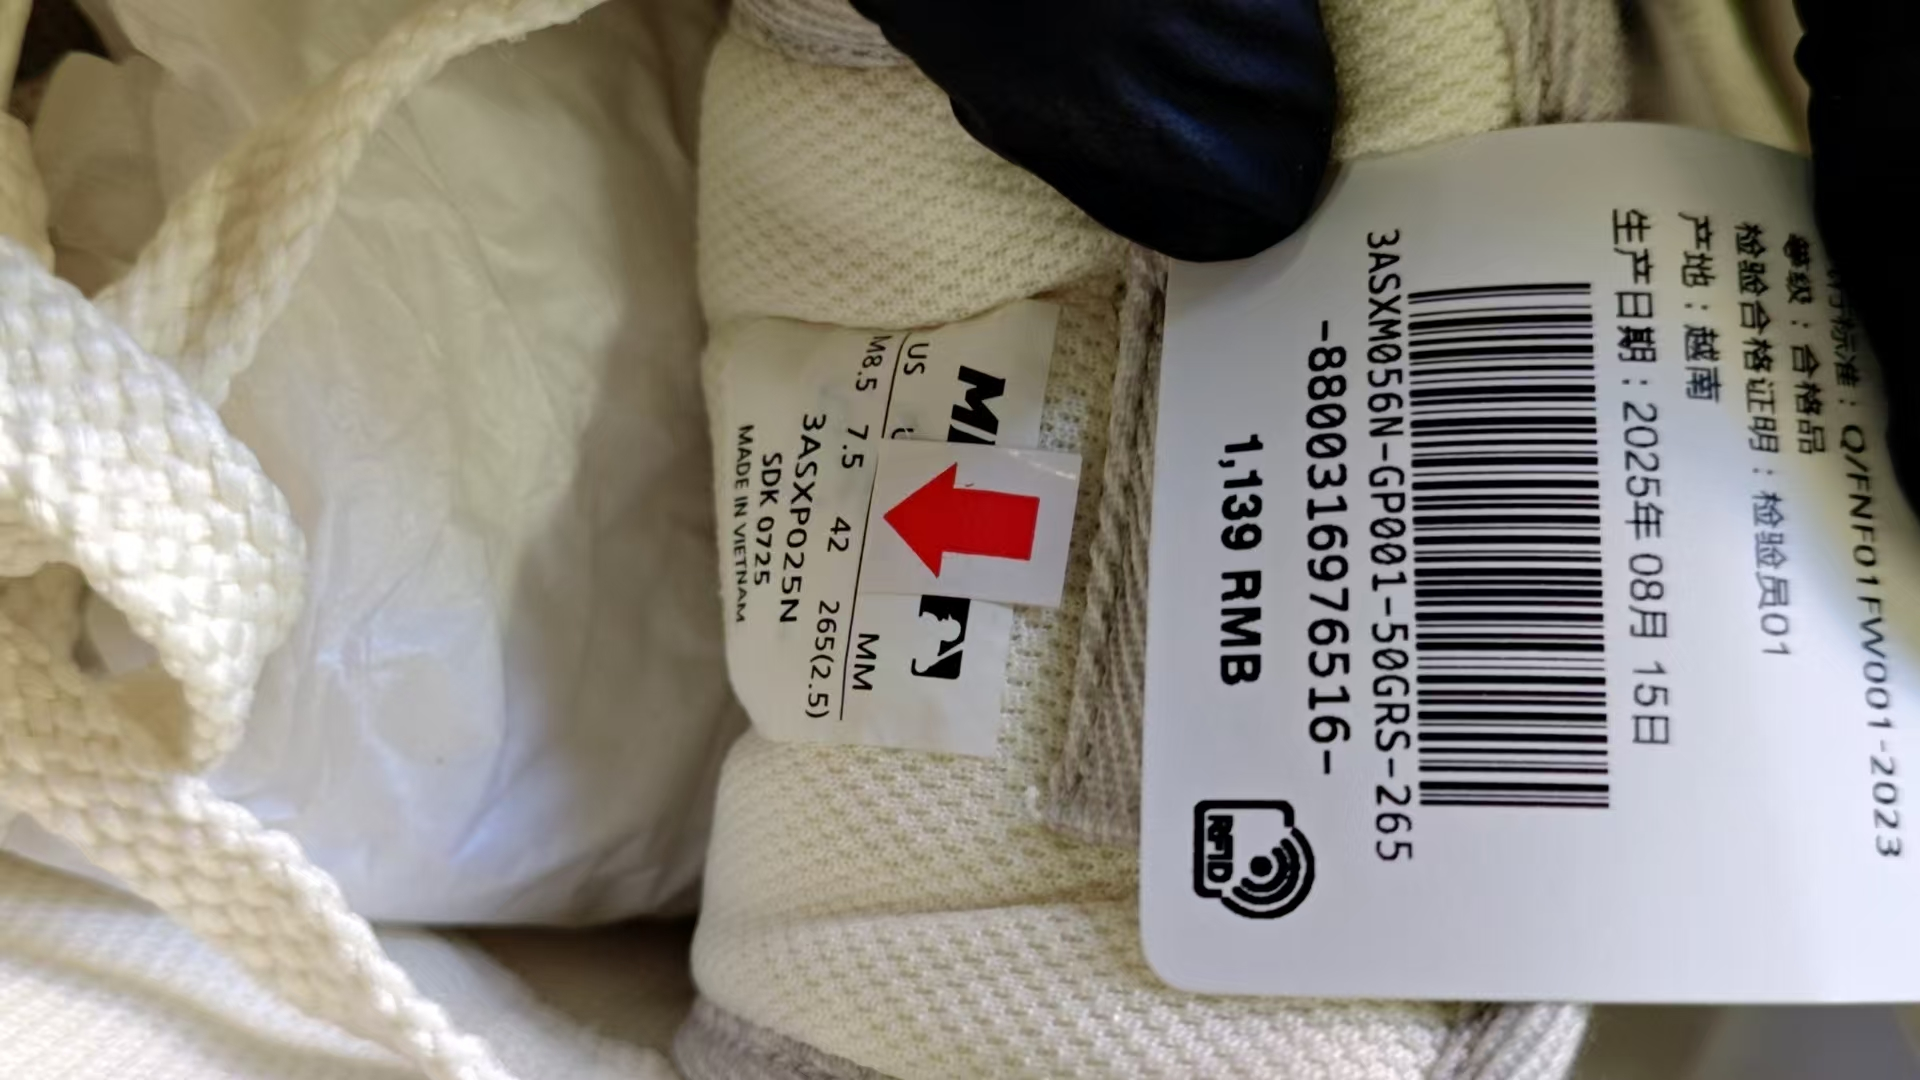 US MM
M8.5 7.5 42 265(2.5)
3ASXP025N
SDK 0725
MADE IN VIETNAM
标准：Q/FNF01FW001-2023
等级：合格品
检验合格证明：检验员01
产地：越南
生产日期：2025年 08月 15日
3ASXM056N-GP001-50GRS-265
-8800316976516-
1,139 RMB
RFID